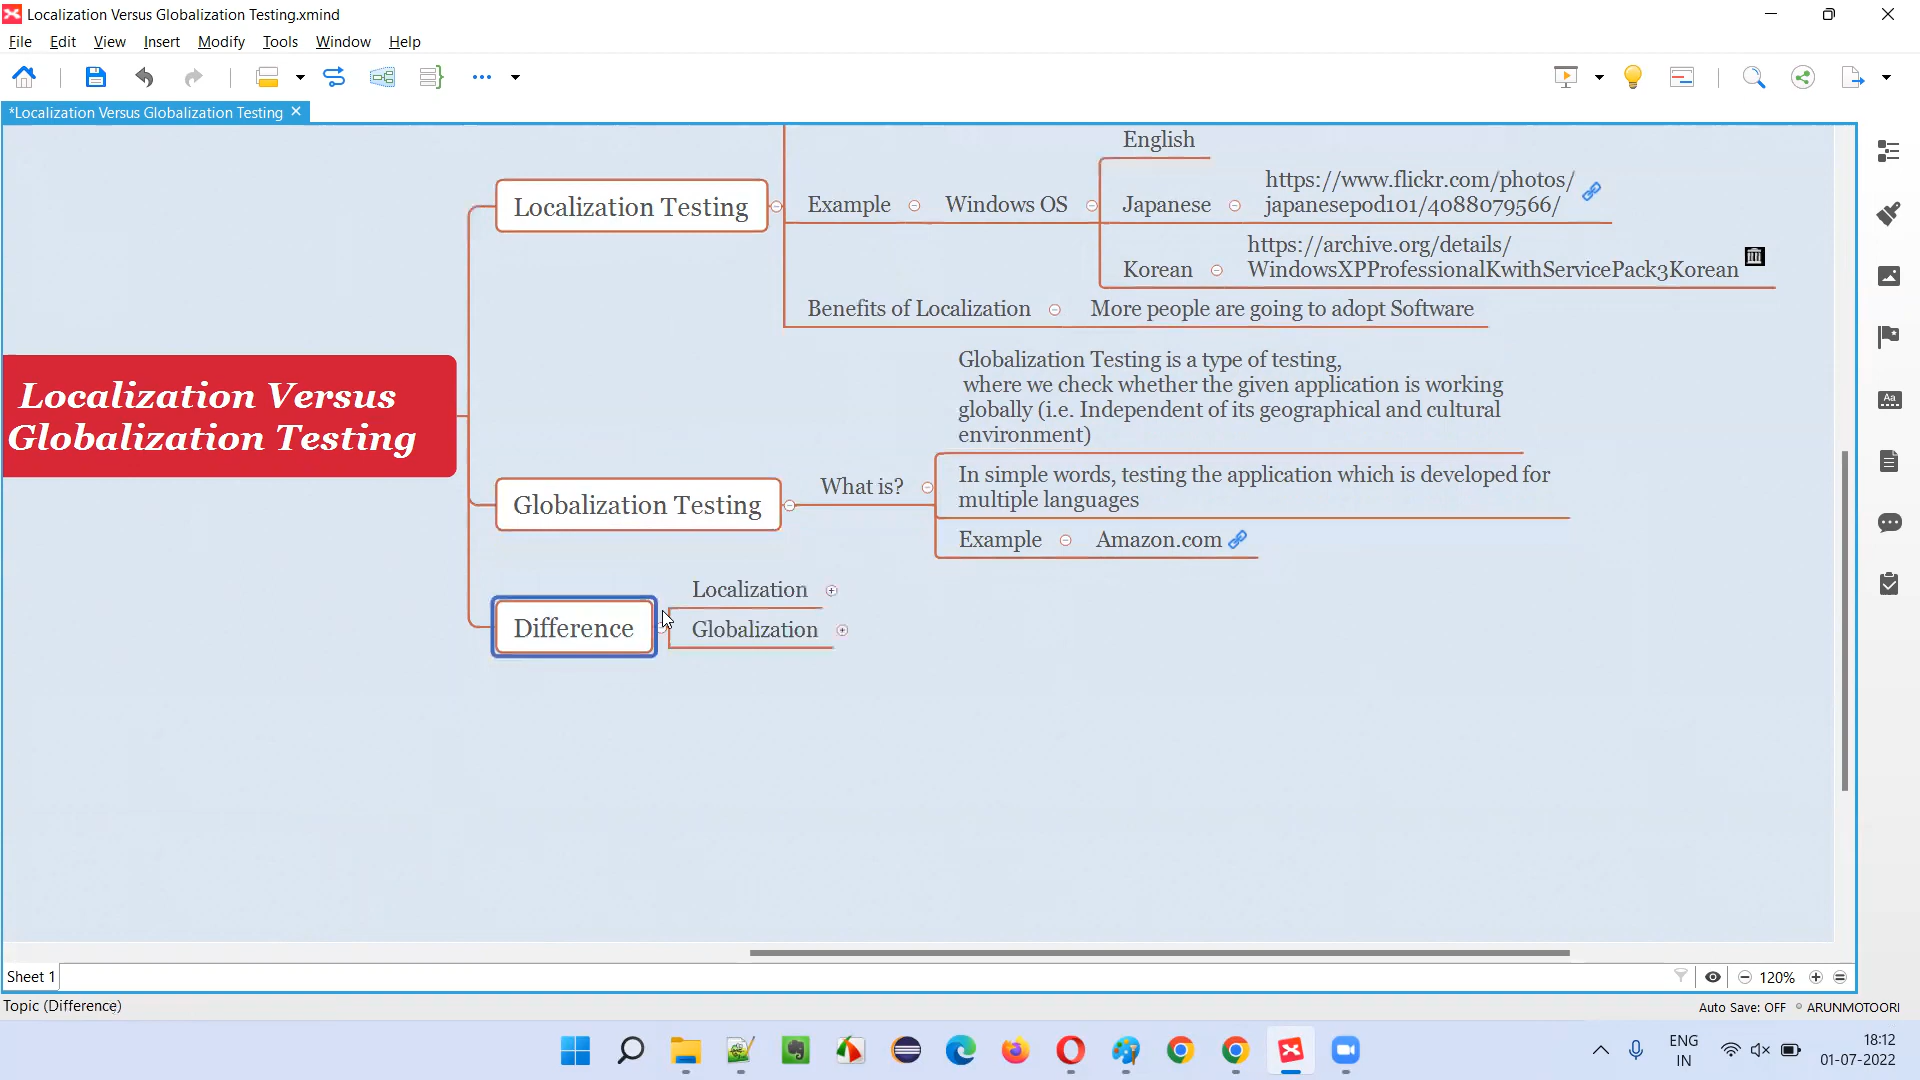 Localization Versus Globalization Testing.xmind
File Edit View Insert Modify Tools Window Help
*Localization Versus Globalization Testing
English
Localization Testing
Example
Windows OS
Japanese
https://www.flickr.com/photos/
japanesepod101/4088079566/
Korean
https://archive.org/details/
WindowsXPProfessionalKwithServicePack3Korean
Benefits of Localization
More people are going to adopt Software
Localization Versus
Globalization Testing
Globalization Testing
What is?
Globalization Testing is a type of testing,
where we check whether the given application is working
globally (i.e. Independent of its geographical and cultural
environment)
In simple words, testing the application which is developed for
multiple languages
Example
Amazon.com
Difference
Localization
Globalization
Aa
Sheet 1
120%
Topic (Difference)
Auto Save: OFF
ARUNMOTOORI
ENG
IN
18:12
01-07-2022